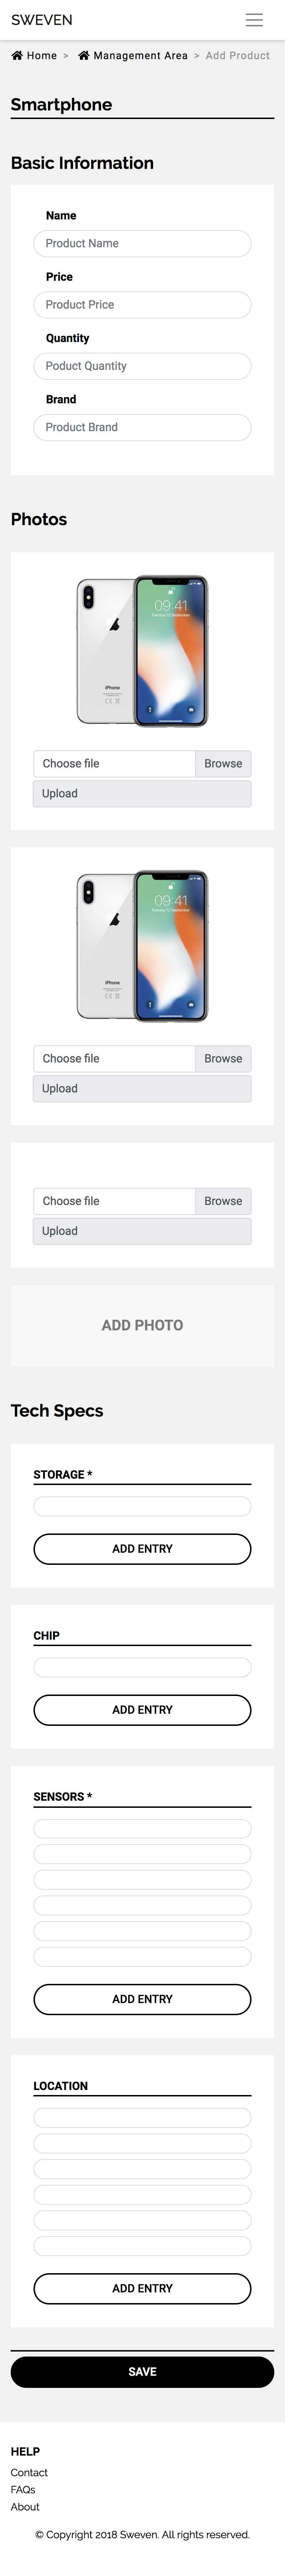 SWEVEN
Home > Management Area > Add Product
Smartphone
Basic Information
Name
Product Name
Price
Product Price
Quantity
Poduct Quantity
Brand
Product Brand
Photos
09:41
iPhone
Choose file Browse
Upload
09:41
iPhone
Choose file Browse
Upload
Choose file Browse
Upload
ADD PHOTO
Tech Specs
STORAGE *
ADD ENTRY
CHIP
ADD ENTRY
SENSORS *
ADD ENTRY
LOCATION
ADD ENTRY
SAVE
HELP
Contact
FAQs
About
© Copyright 2018 Sweven. All rights reserved.